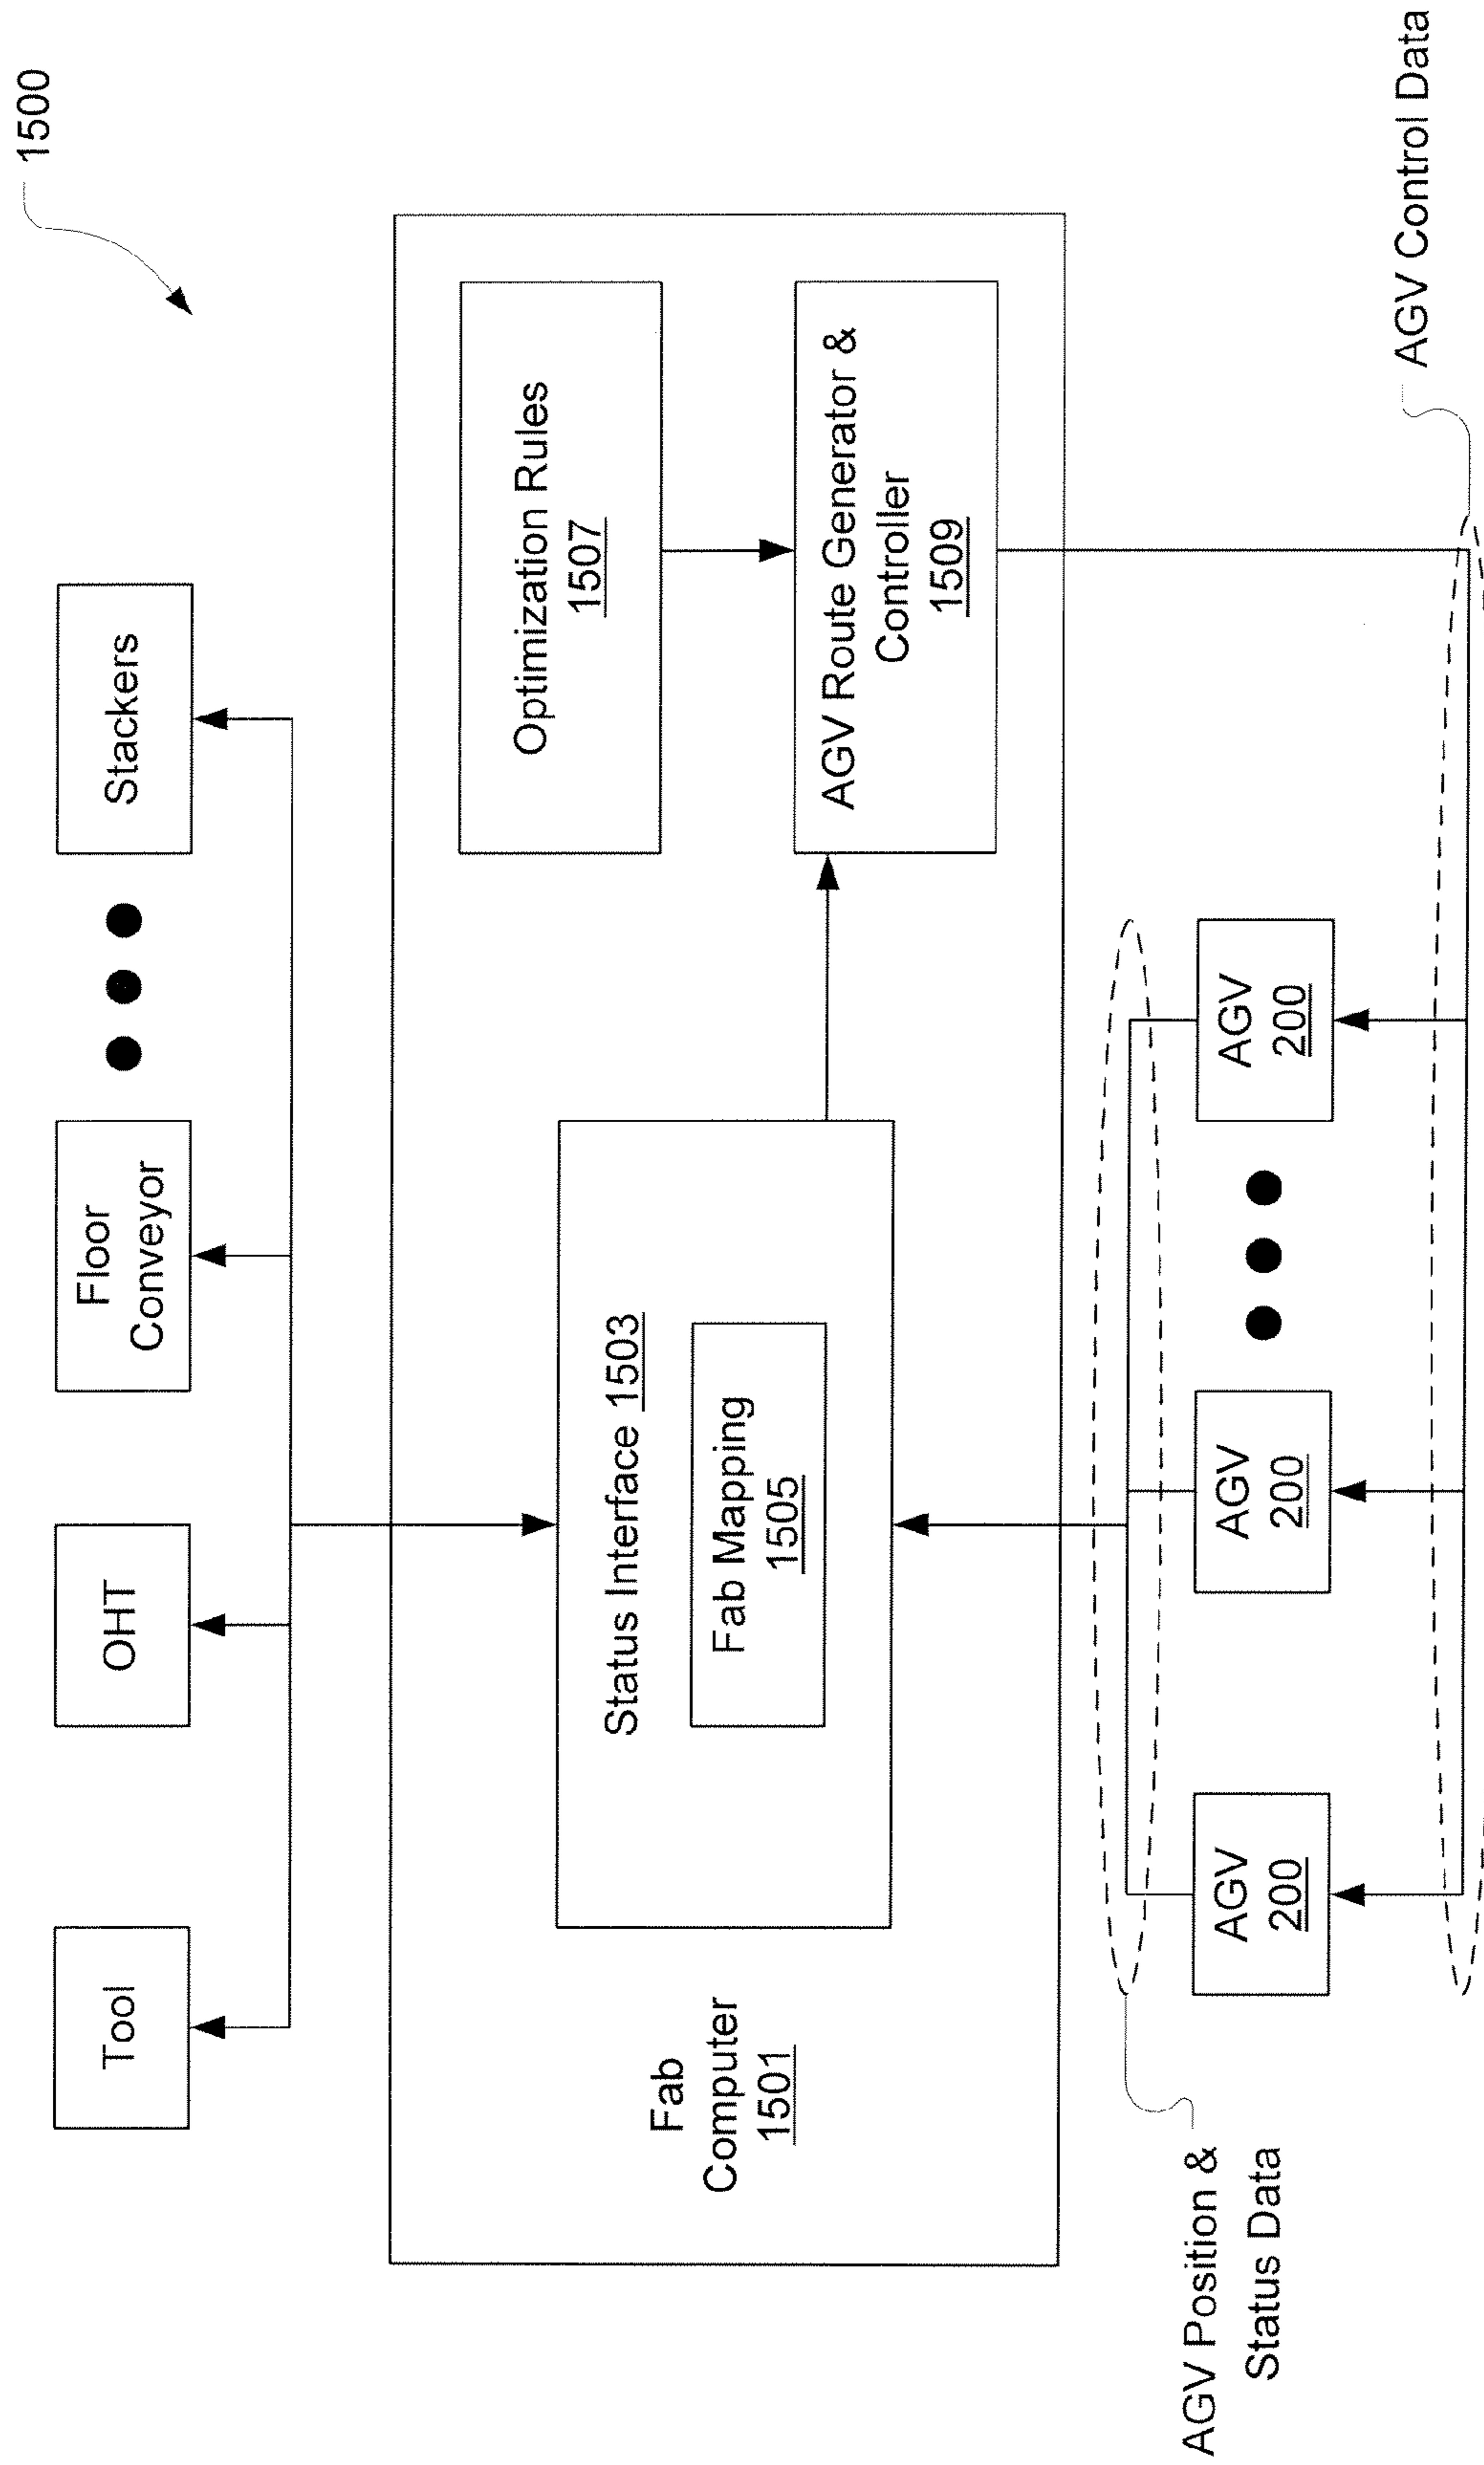 1500
Tool
OHT
Floor
Conveyor
Stackers
Fab
Computer
1501
Status Interface 1503
Fab Mapping
1505
Optimization Rules
1507
AGV Route Generator &
Controller
1509
AGV Position &
Status Data
AGV
200
AGV
200
AGV
200
AGV Control Data